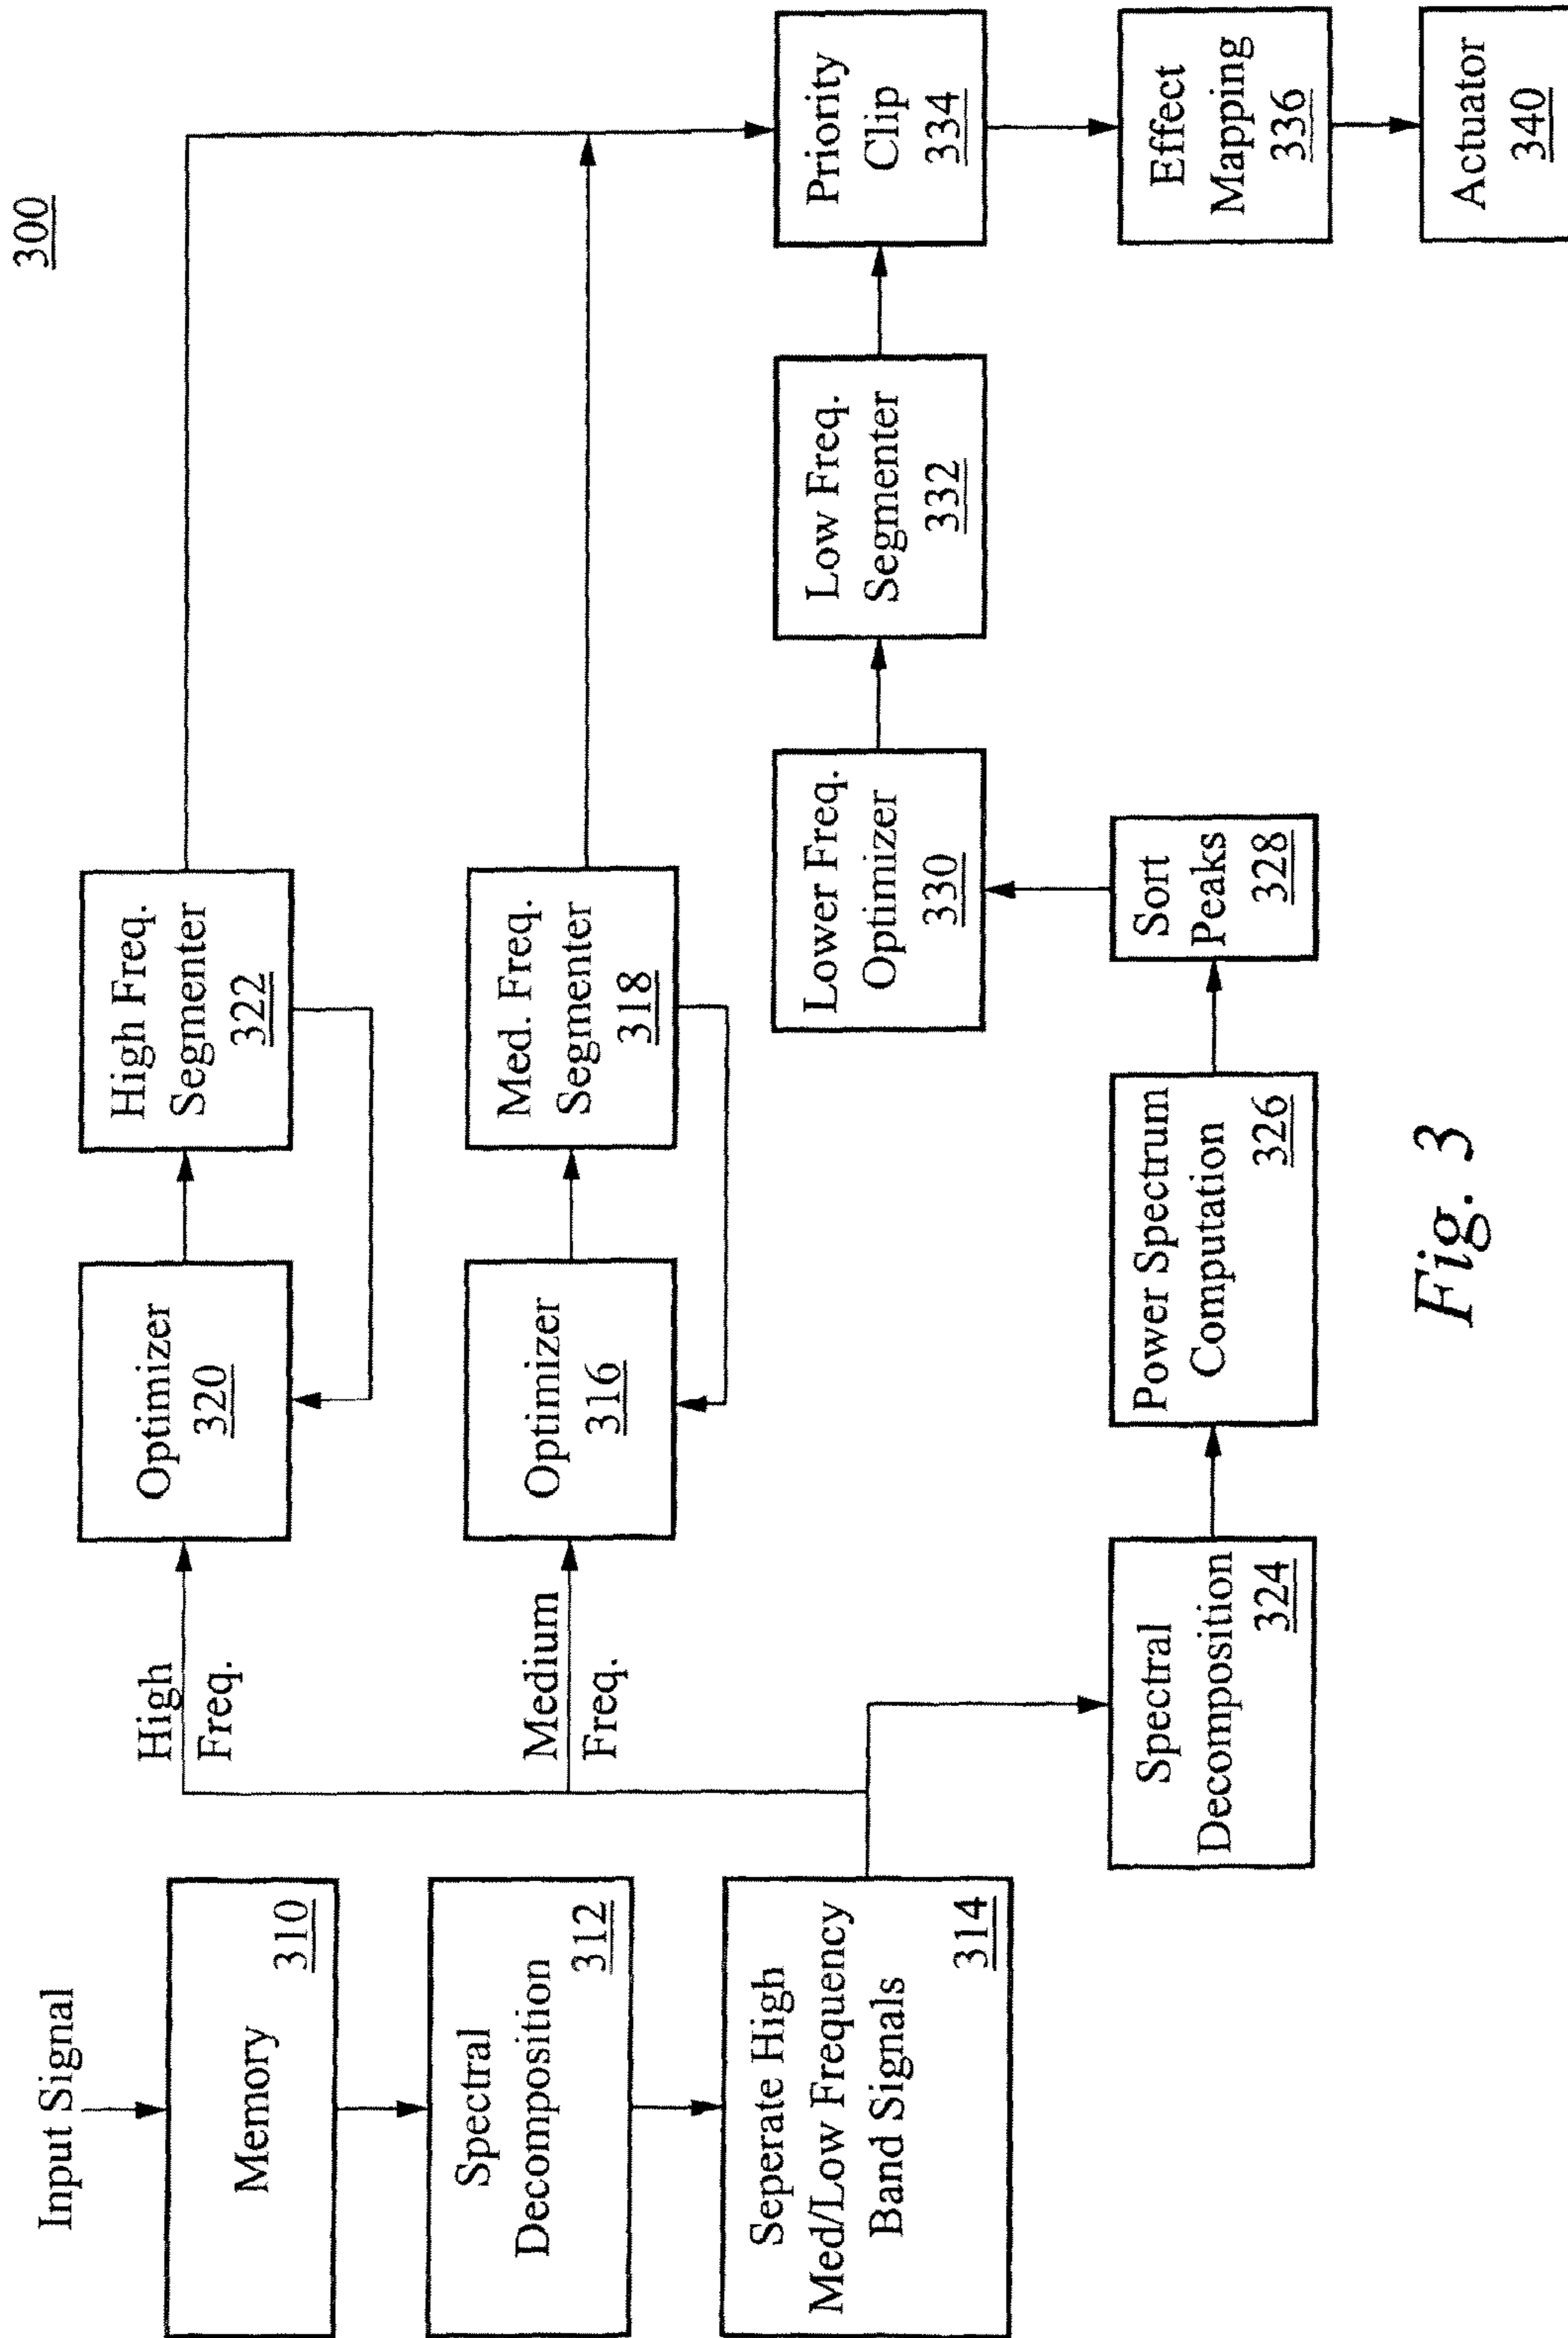 300
Input Signal
Memory
310
Spectral
Decomposition
312
Seperate High
Med/Low Frequency
Band Signals
314
High
Freq.
Optimizer
320
High Freq.
Segmenter
322
Medium
Freq.
Optimizer
316
Med. Freq.
Segmenter
318
Spectral
Decomposition
324
Power Spectrum
Computation
326
Sort
Peaks
328
Lower Freq.
Optimizer
330
Low Freq.
Segmenter
332
Priority
Clip
334
Effect
Mapping
336
Actuator
340
Fig. 3